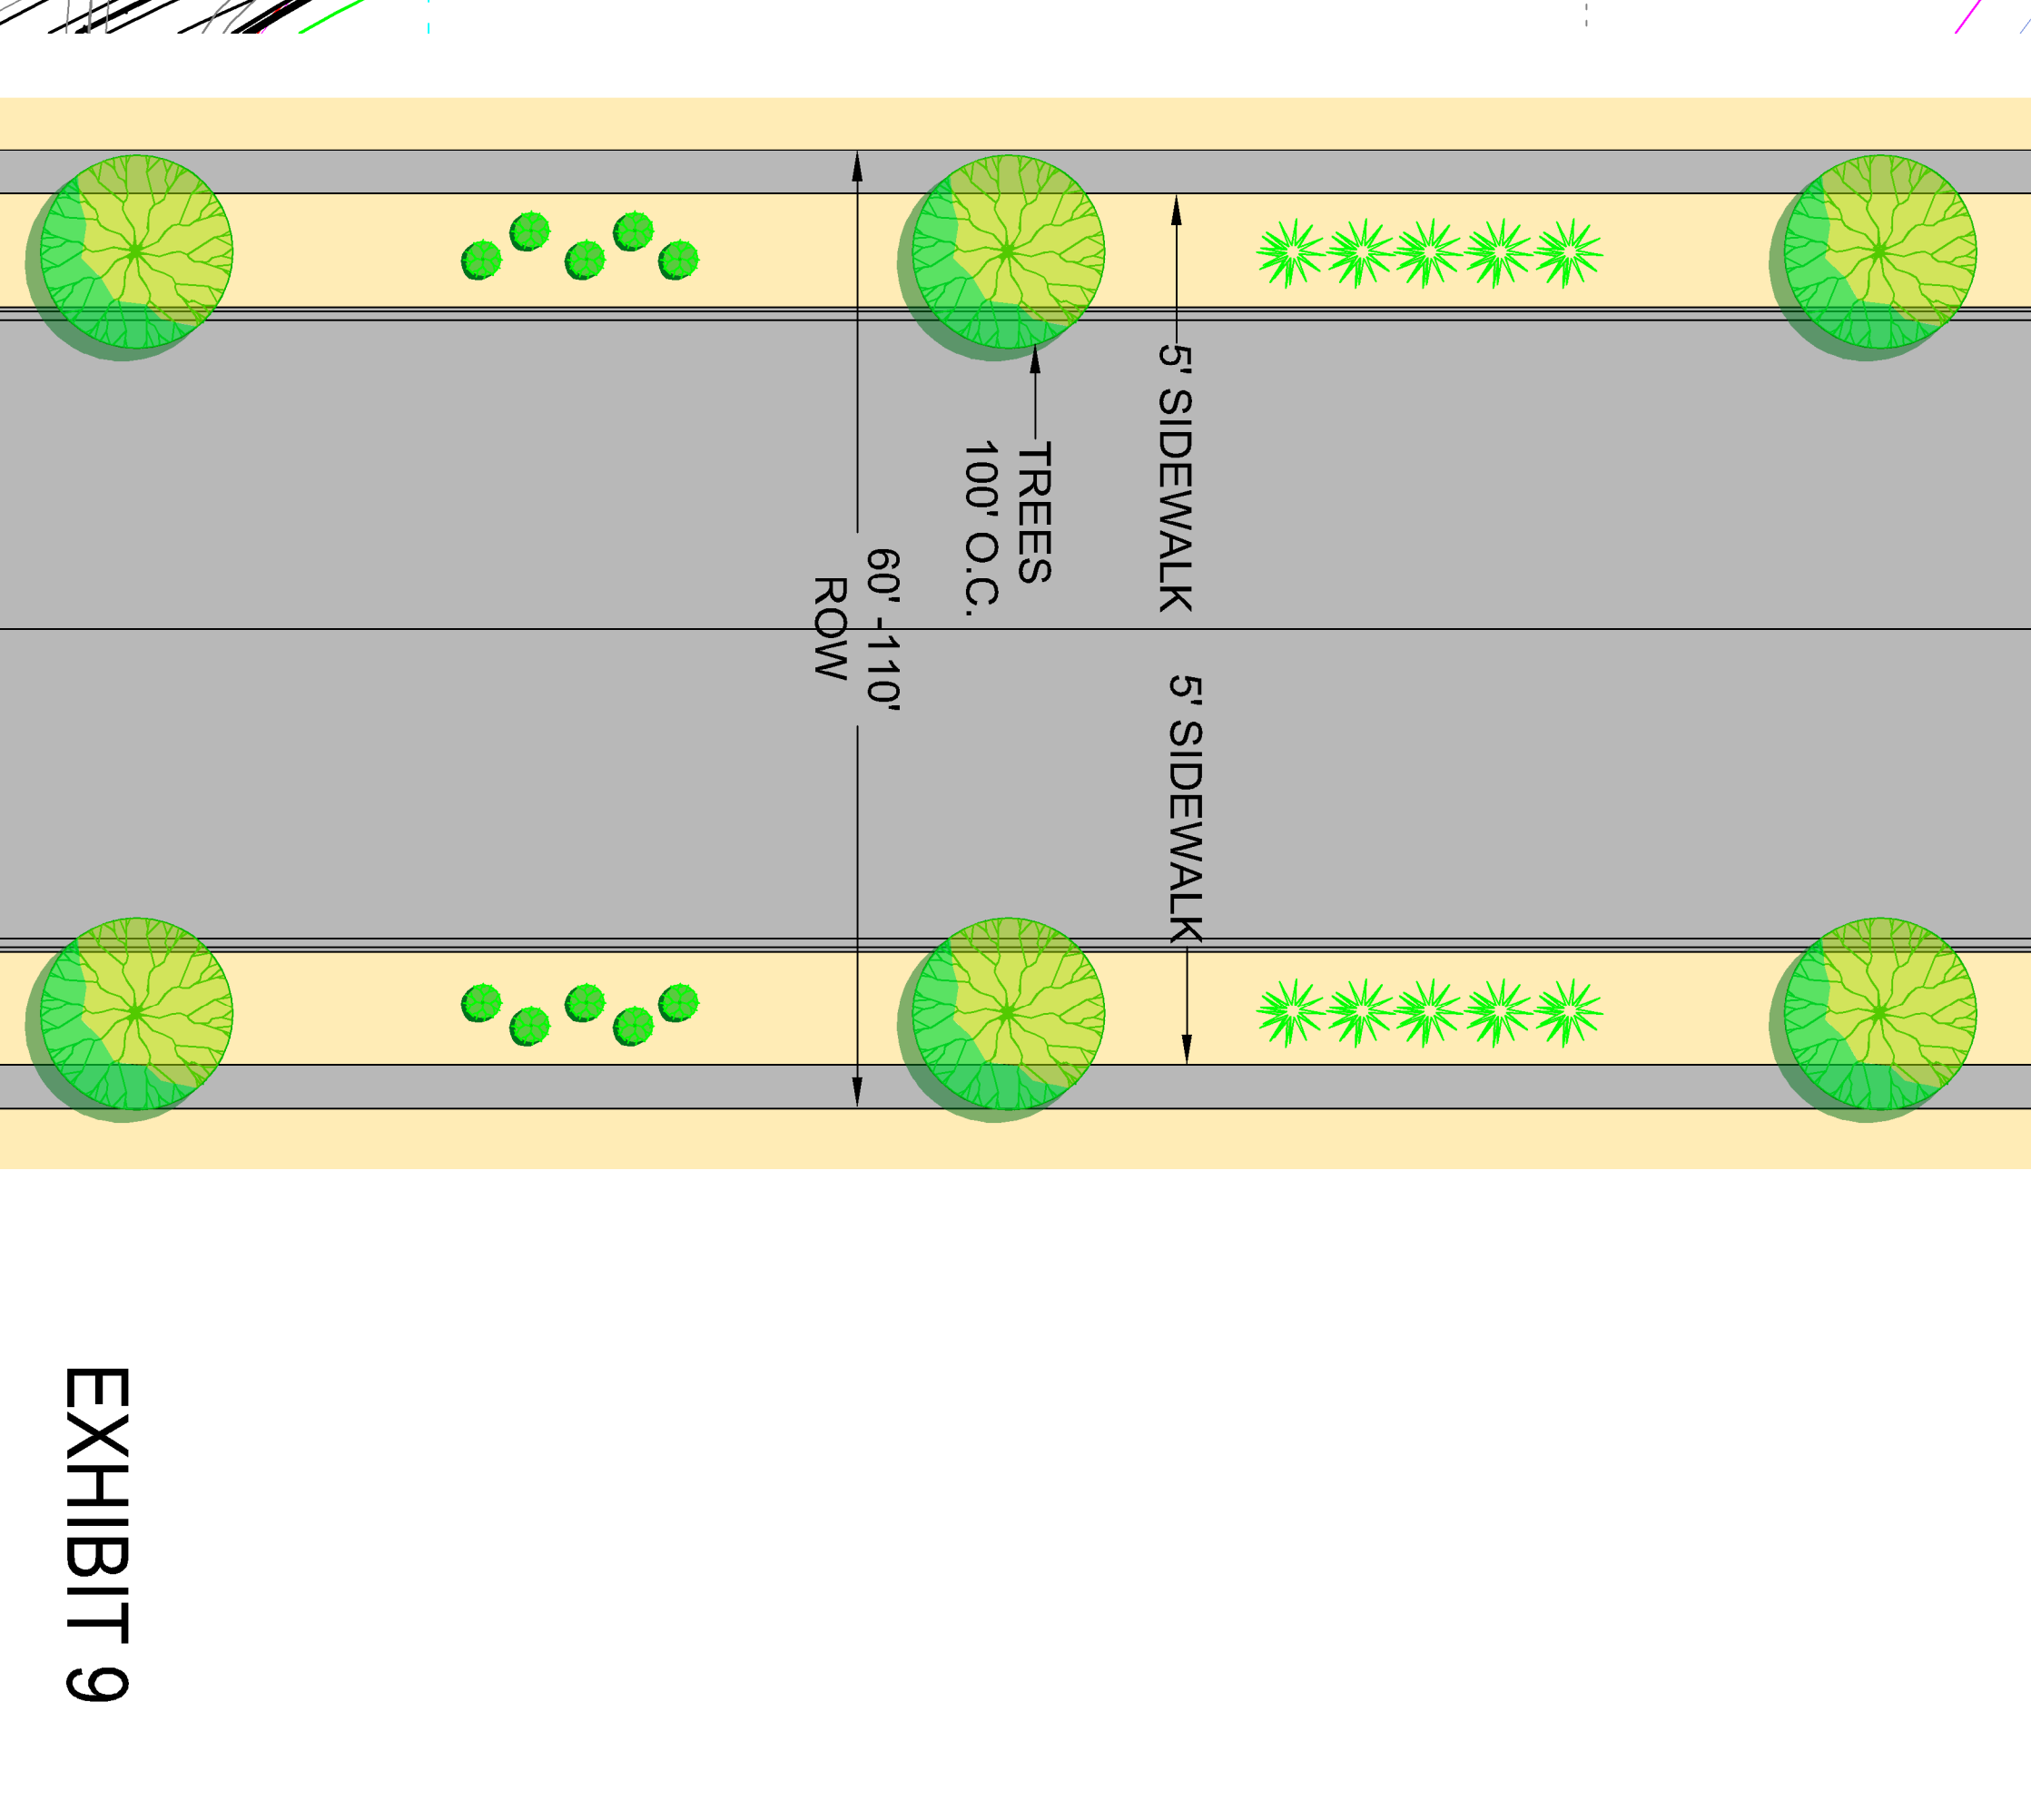 5' SIDEWALK
5' SIDEWALK
TREES
100' O.C.
60' -110'
ROW
EXHIBIT 9